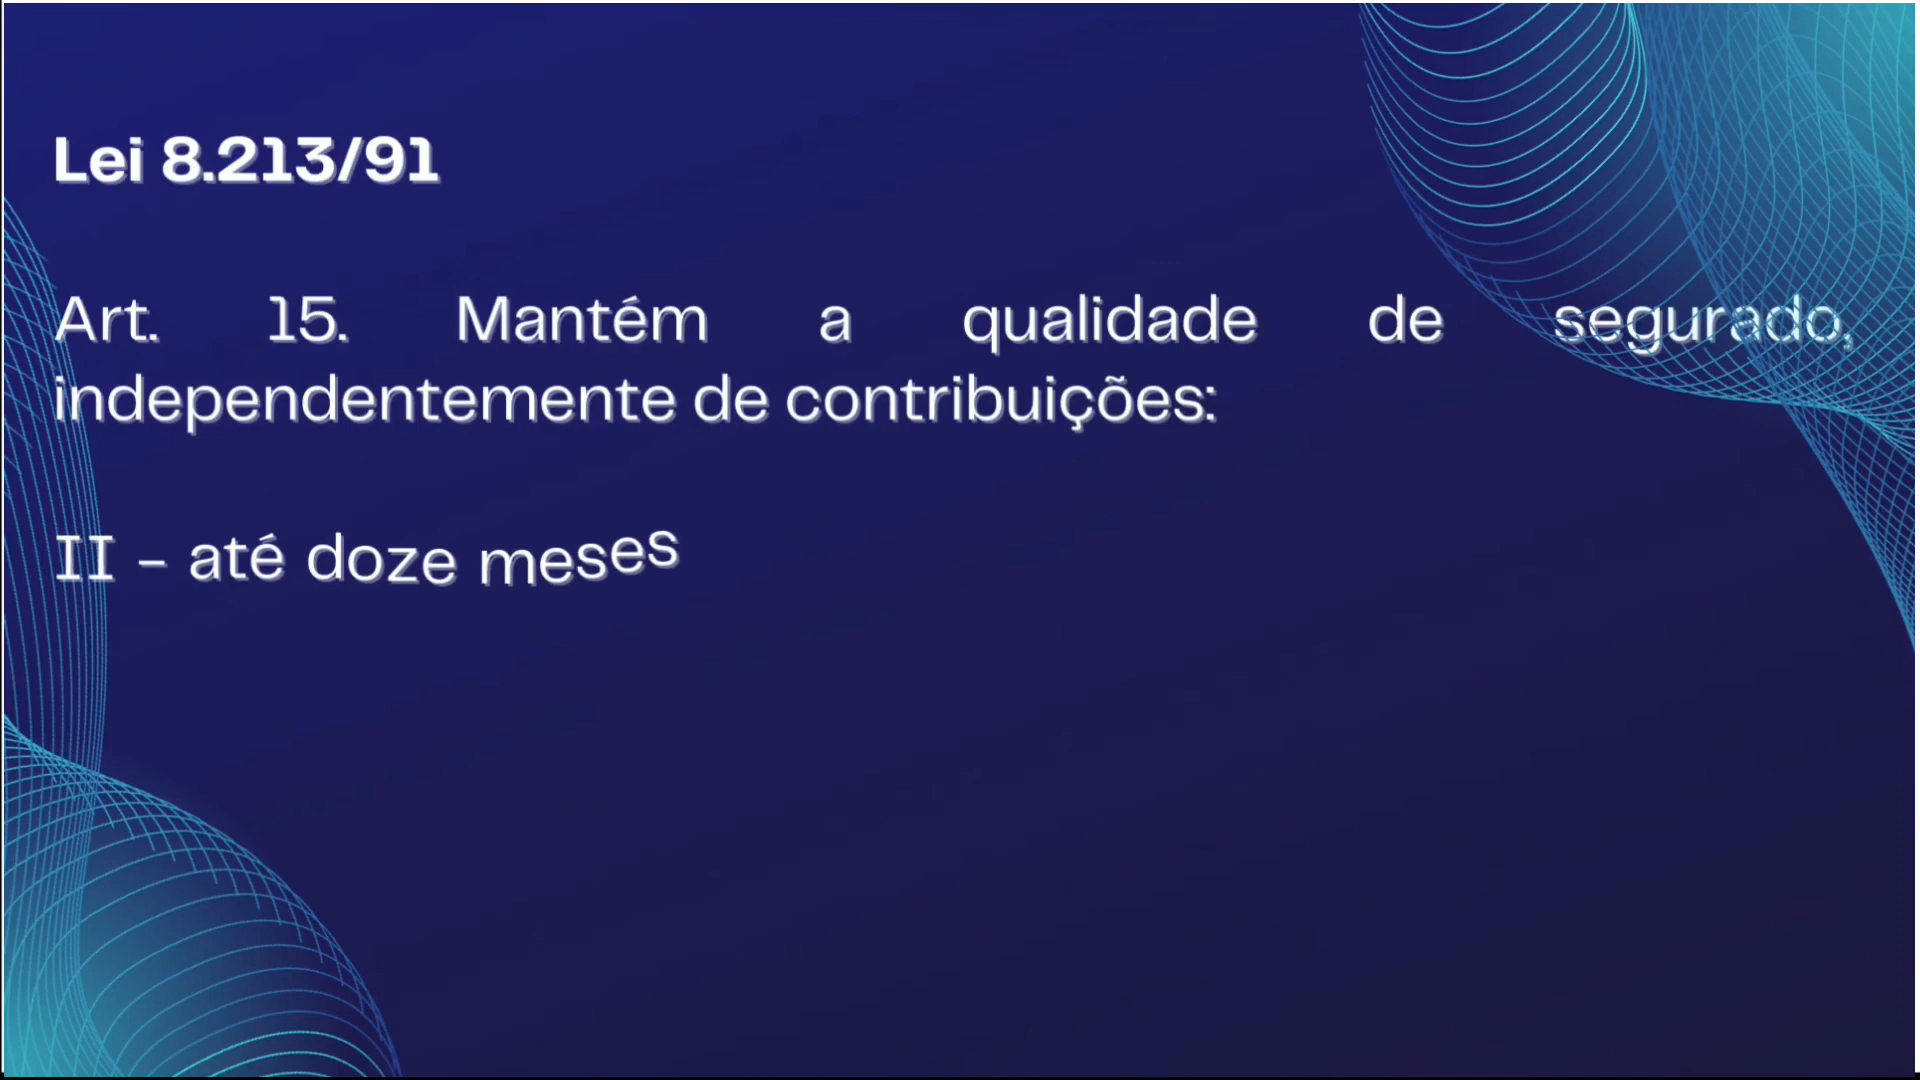 Lei 8.213/91
Art. 15. Mantém a qualidade de segurado,
independentemente de contribuições:
II - até doze meses